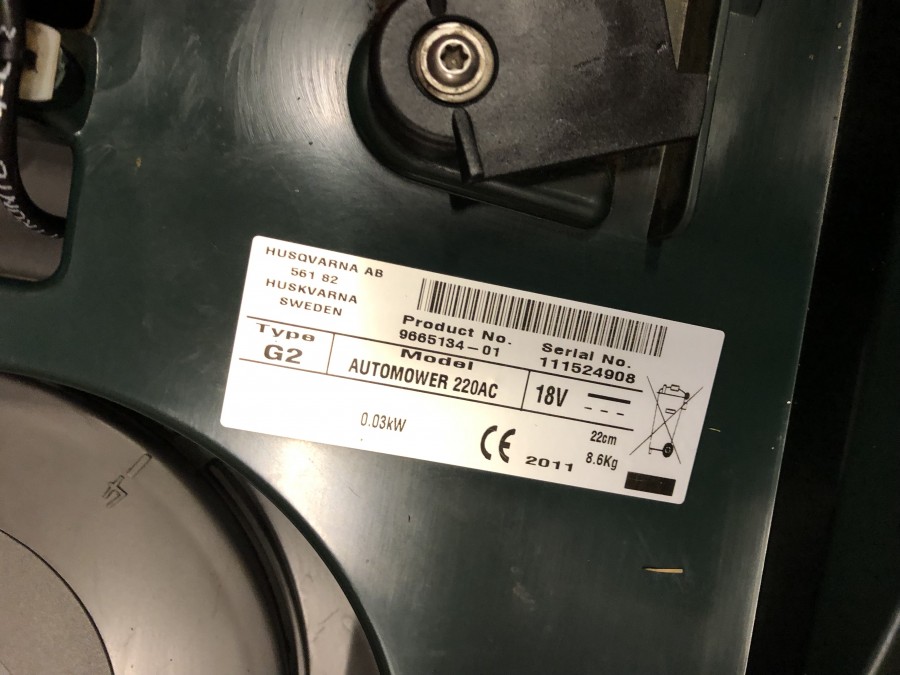 HUSQVARNA AB
561 82
HUSKVARNA
SWEDEN
Product No.
9665134-01
Serial No.
111524908
Type
G2
Model
AUTOMOWER 220AC
18V
0.03kW
CE
2011
22cm
8.6Kg